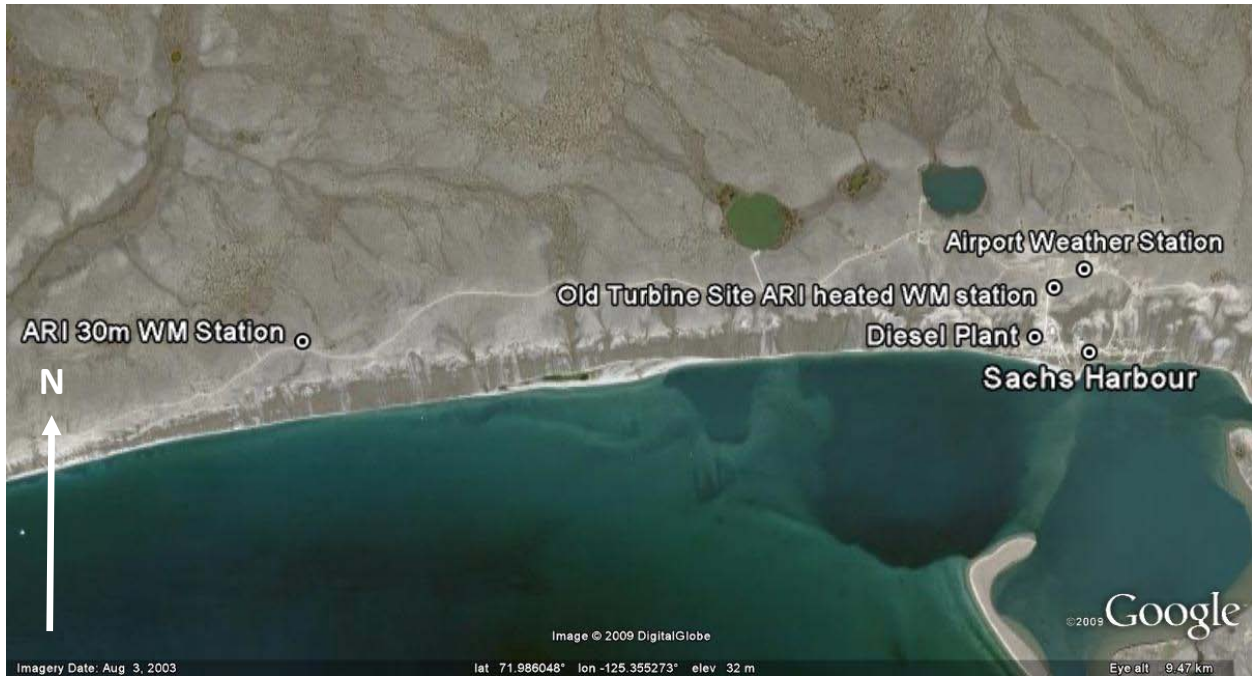 Airport Weather Station
Old Turbine Site ARI heated WM station
ARI 30m WM Station
Diesel Plant
Sachs Harbour
N
©2009 Google
Image © 2009 DigitalGlobe
Imagery Date: Aug 3, 2003
lat 71.986048° lon -125.355273° elev 32 m
Eye alt 9.47 km